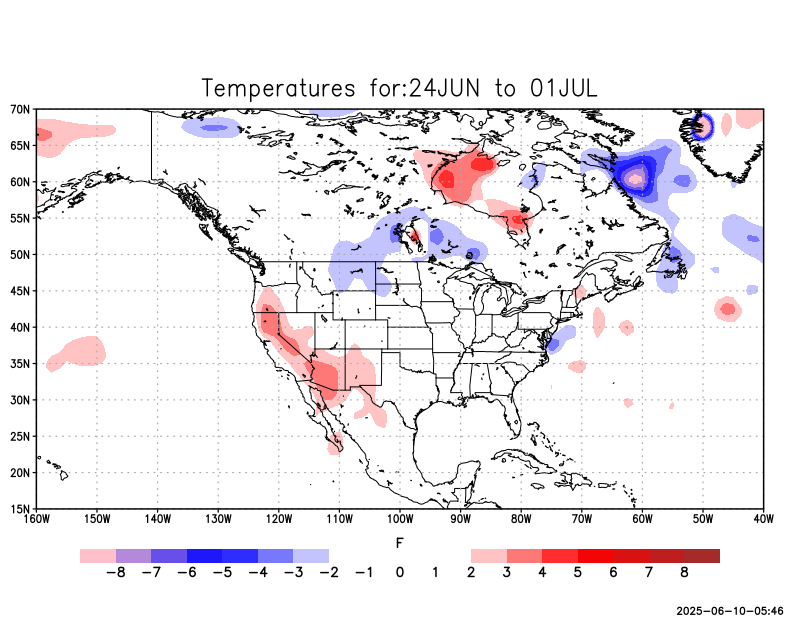 Temperatures for:24JUN to 01JUL
70N
65N
60N
55N
50N
45N
40N
35N
30N
25N
20N
15N
160W 150W 140W 130W 120W 110W 100W 90W 80W 70W 60W 50W 40W
F
-8 -7 -6 -5 -4 -3 -2 -1 0 1 2 3 4 5 6 7 8
2025-06-10-05:46